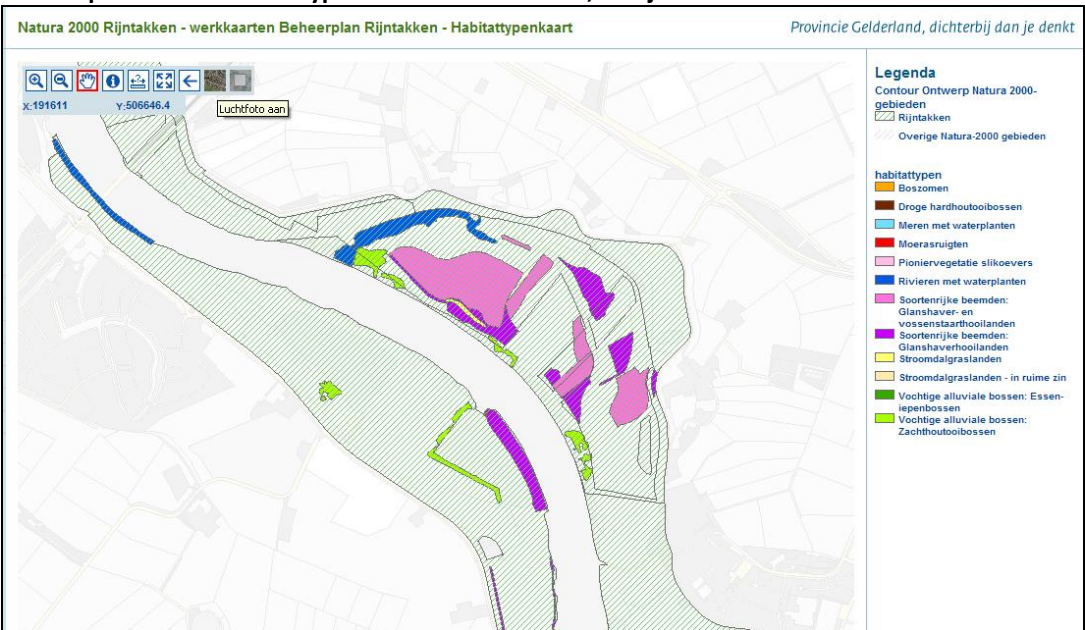 Natura 2000 Rijntakken - werkkaarten Beheerplan Rijntakken - Habitattypenkaart
Provincie Gelderland, dichterbij dan je denkt
X:191611 Y:506646.4
Luchtfoto aan
Legenda
Contour Ontwerp Natura 2000-
gebieden
Rijntakken
Overige Natura-2000 gebieden
habitattypen
Boszomen
Droge hardhoutooibossen
Meren met waterplanten
Moerasruigten
Pioniervegetatie slikoevers
Rivieren met waterplanten
Soortenrijke beemden:
Glanshaver- en
vossenstaarthooilanden
Soortenrijke beemden:
Glanshaverhooilanden
Stroomdalgraslanden
Stroomdalgraslanden - in ruime zin
Vochtige alluviale bossen: Essen-
iepenbossen
Vochtige alluviale bossen:
Zachthoutooibossen